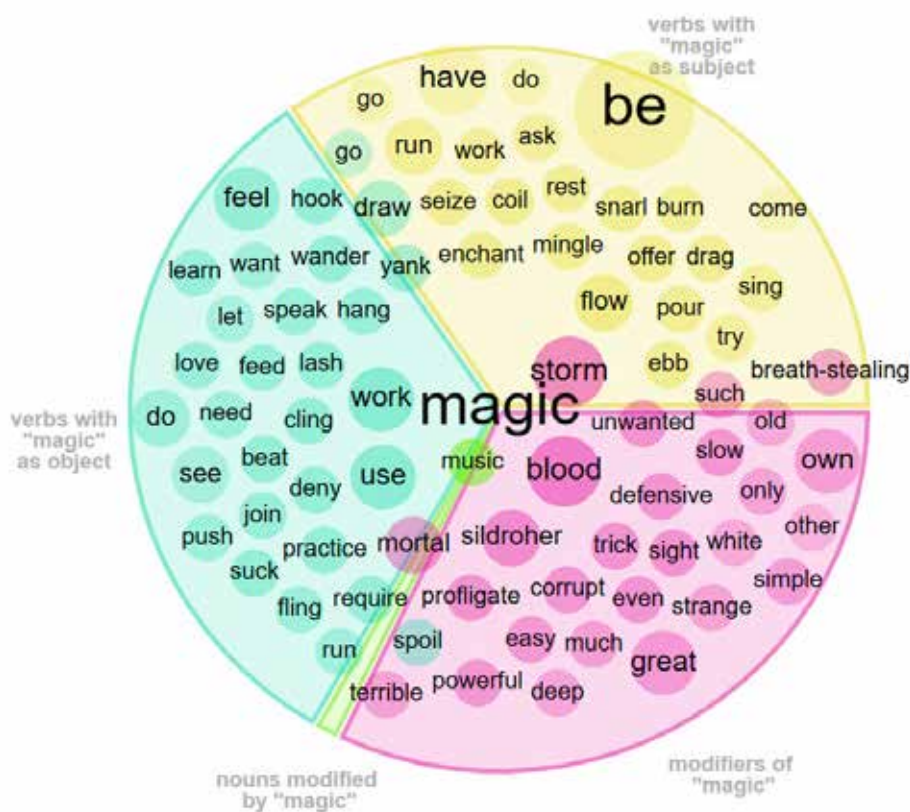 verbs with
"magic"
as subject
have
do
go
be
go
run
work
ask
feel
hook
draw
seize
coil
rest
snarl
burn
come
learn
want
wander
yank
enchant
mingle
offer
drag
sing
let
speak
hang
flow
pour
try
love
feed
lash
storm
ebb
breath-stealing
do
need
cling
work
magic
such
unwanted
old
verbs with
"magic"
as object
see
beat
deny
use
music
blood
slow
own
defensive
only
push
join
practice
mortal
sildroher
trick
sight
white
other
suck
fling
require
profligate
corrupt
even
strange
simple
run
spoil
easy
much
great
terrible
powerful
deep
nouns modified
by "magic"
modifiers of
"magic"